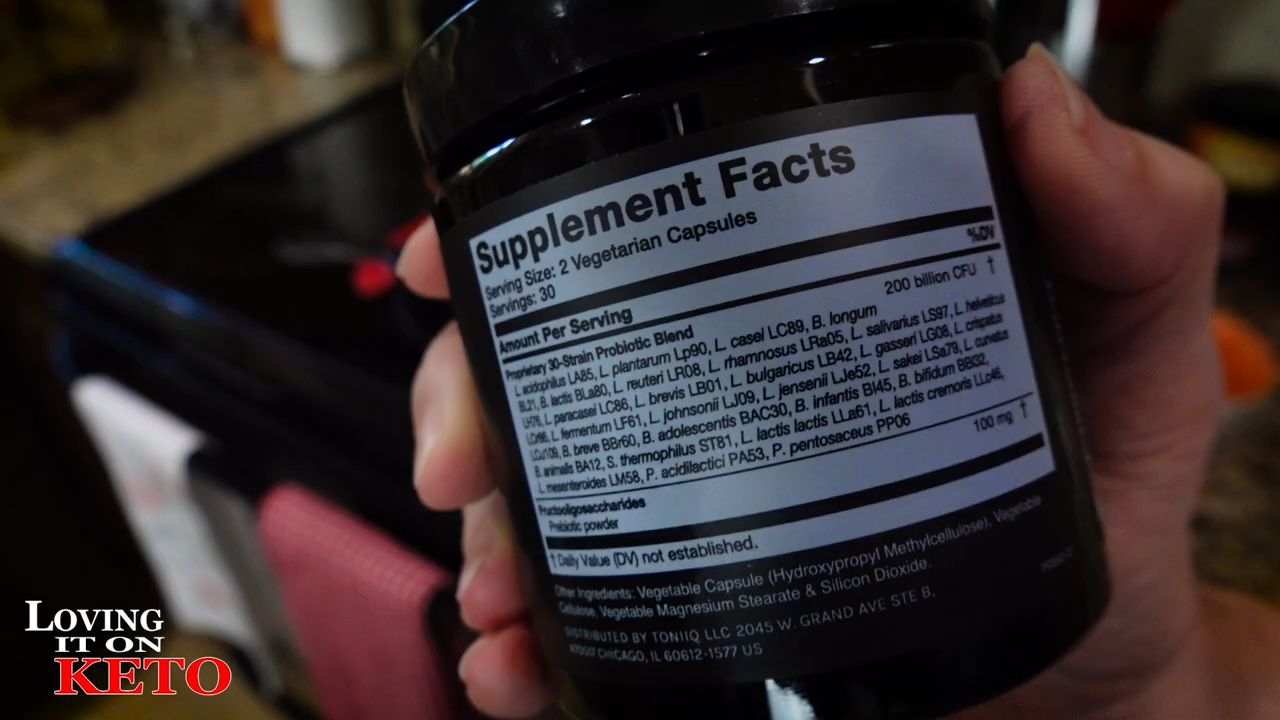 Supplement Facts
Serving Size: 2 Vegetarian Capsules
Servings: 30
%DV
Amount Per Serving
Proprietary 30-Strain Probiotic Blend 200 billion CFU †
L. acidophilus LA85, L. plantarum Lp90, L. casei LC89, B. longum
BL21, B. lactis BLa80, L. reuteri LR08, L. rhamnosus LRa05, L. salivarius LS97, L. helveticus
LH76, L. paracasei LC86, L. brevis LB01, L. bulgaricus LB42, L. gasseri LG08, L. crispatus
LCr86, L. fermentum LF61, L. johnsonii LJ09, L. jensenii LJe52, L. sakei LSa79, L. curvatus
LCU109, B. breve BBr60, B. adolescentis BAC30, B. infantis BI45, B. bifidum BBI32,
B. animalis BA12, S. thermophilus ST81, L. lactis lactis LLa61, L. lactis cremoris LLc46,
L. mesenteroides LM58, P. acidilactici PA53, P. pentosaceus PP06
Fructooligosaccharides 100 mg †
Prebiotic powder
† Daily Value (DV) not established.
Other Ingredients: Vegetable Capsule (Hydroxypropyl Methylcellulose), Vegetable
Cellulose, Vegetable Magnesium Stearate & Silicon Dioxide.
DISTRIBUTED BY TONIIQ LLC 2045 W. GRAND AVE STE B,
CHICAGO, IL 60612-1577 US
LOVING
IT ON
KETO